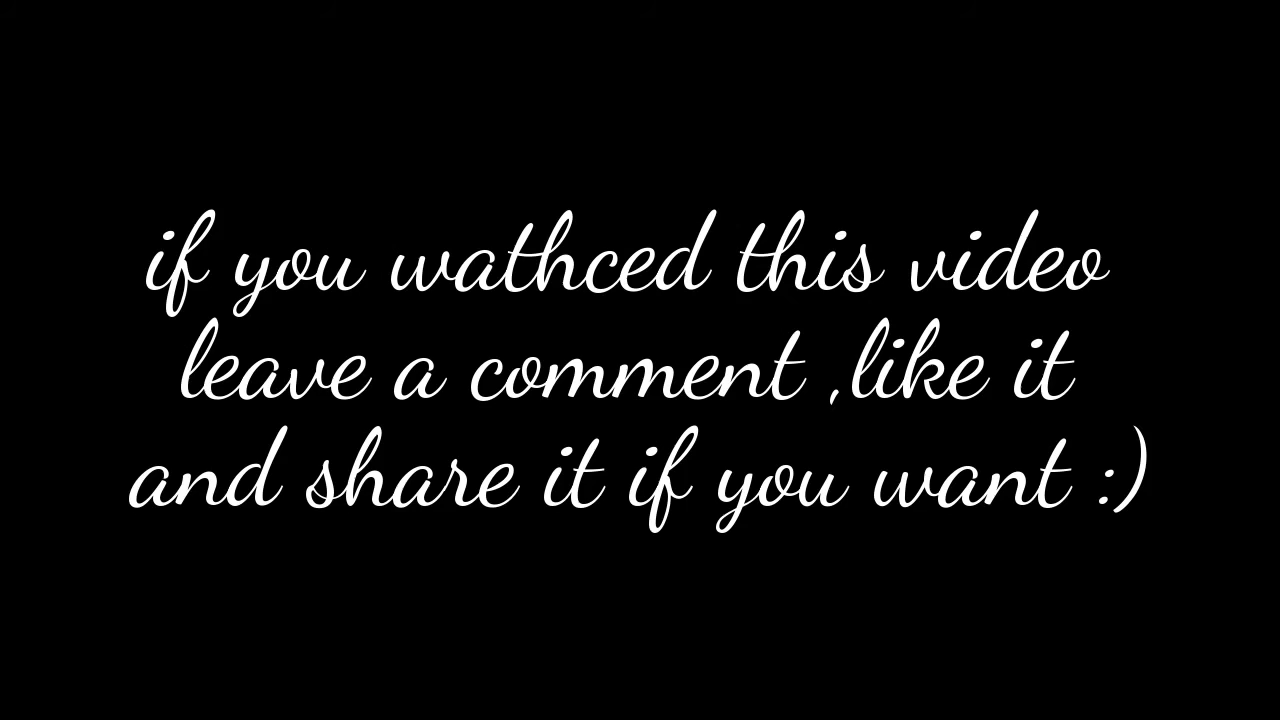 if you wathced this video
leave a comment ,like it
and share it if you want :)